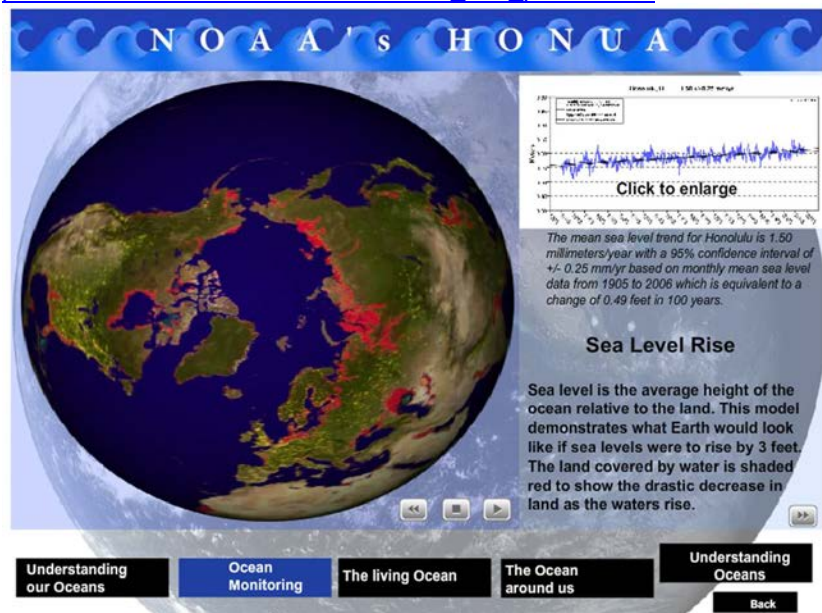 NOAA's HONUA
Click to enlarge
The mean sea level trend for Honolulu is 1.50
millimeters/year with a 95% confidence interval of
+/- 0.25 mm/yr based on monthly mean sea level
data from 1905 to 2006 which is equivalent to a
change of 0.49 feet in 100 years.
Sea Level Rise
Sea level is the average height of the
ocean relative to the land. This model
demonstrates what Earth would look
like if sea levels were to rise by 3 feet.
The land covered by water is shaded
red to show the drastic decrease in
land as the waters rise.
Understanding
our Oceans
Ocean
Monitoring
The living Ocean
The Ocean
around us
Understanding
Oceans
Back